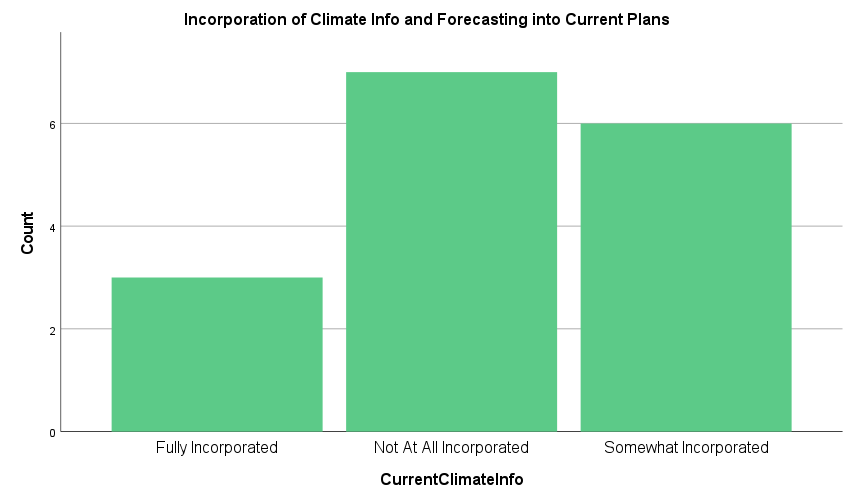 Incorporation of Climate Info and Forecasting into Current Plans
Count
6
4
2
0
Fully Incorporated Not At All Incorporated Somewhat Incorporated
CurrentClimateInfo